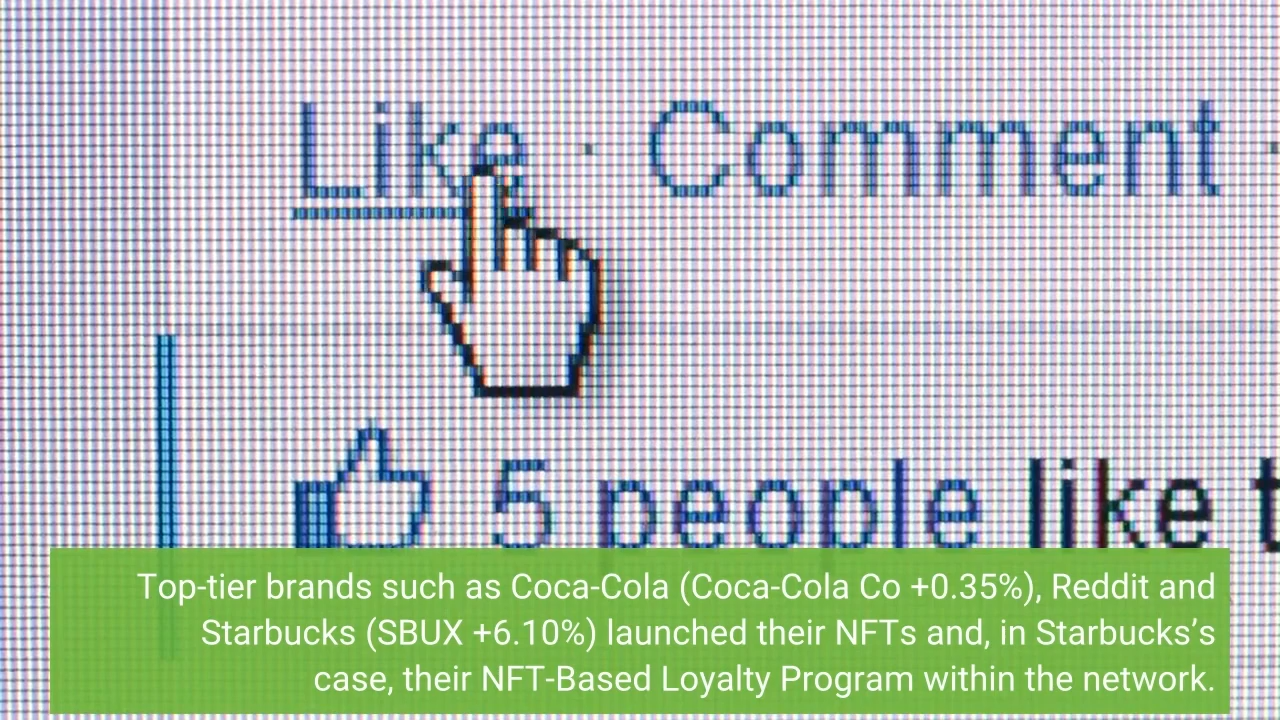 Like · Comment ·
5 people like t
Top-tier brands such as Coca-Cola (Coca-Cola Co +0.35%), Reddit and
Starbucks (SBUX +6.10%) launched their NFTs and, in Starbucks’s
case, their NFT-Based Loyalty Program within the network.